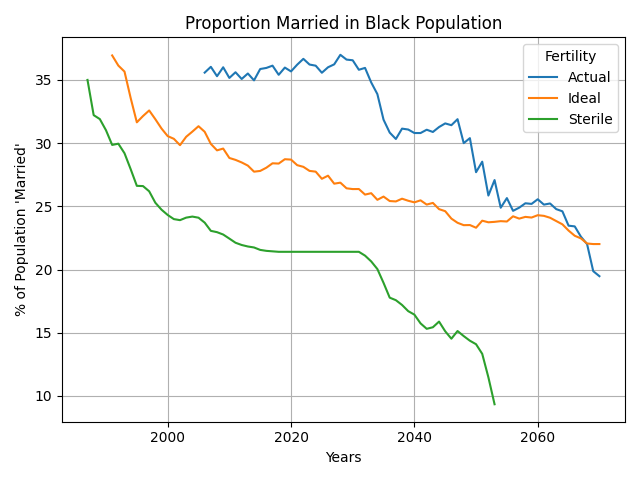 Proportion Married in Black Population
% of Population 'Married'
35
30
25
20
15
10
Fertility
Actual
Ideal
Sterile
2000
2020
2040
2060
Years